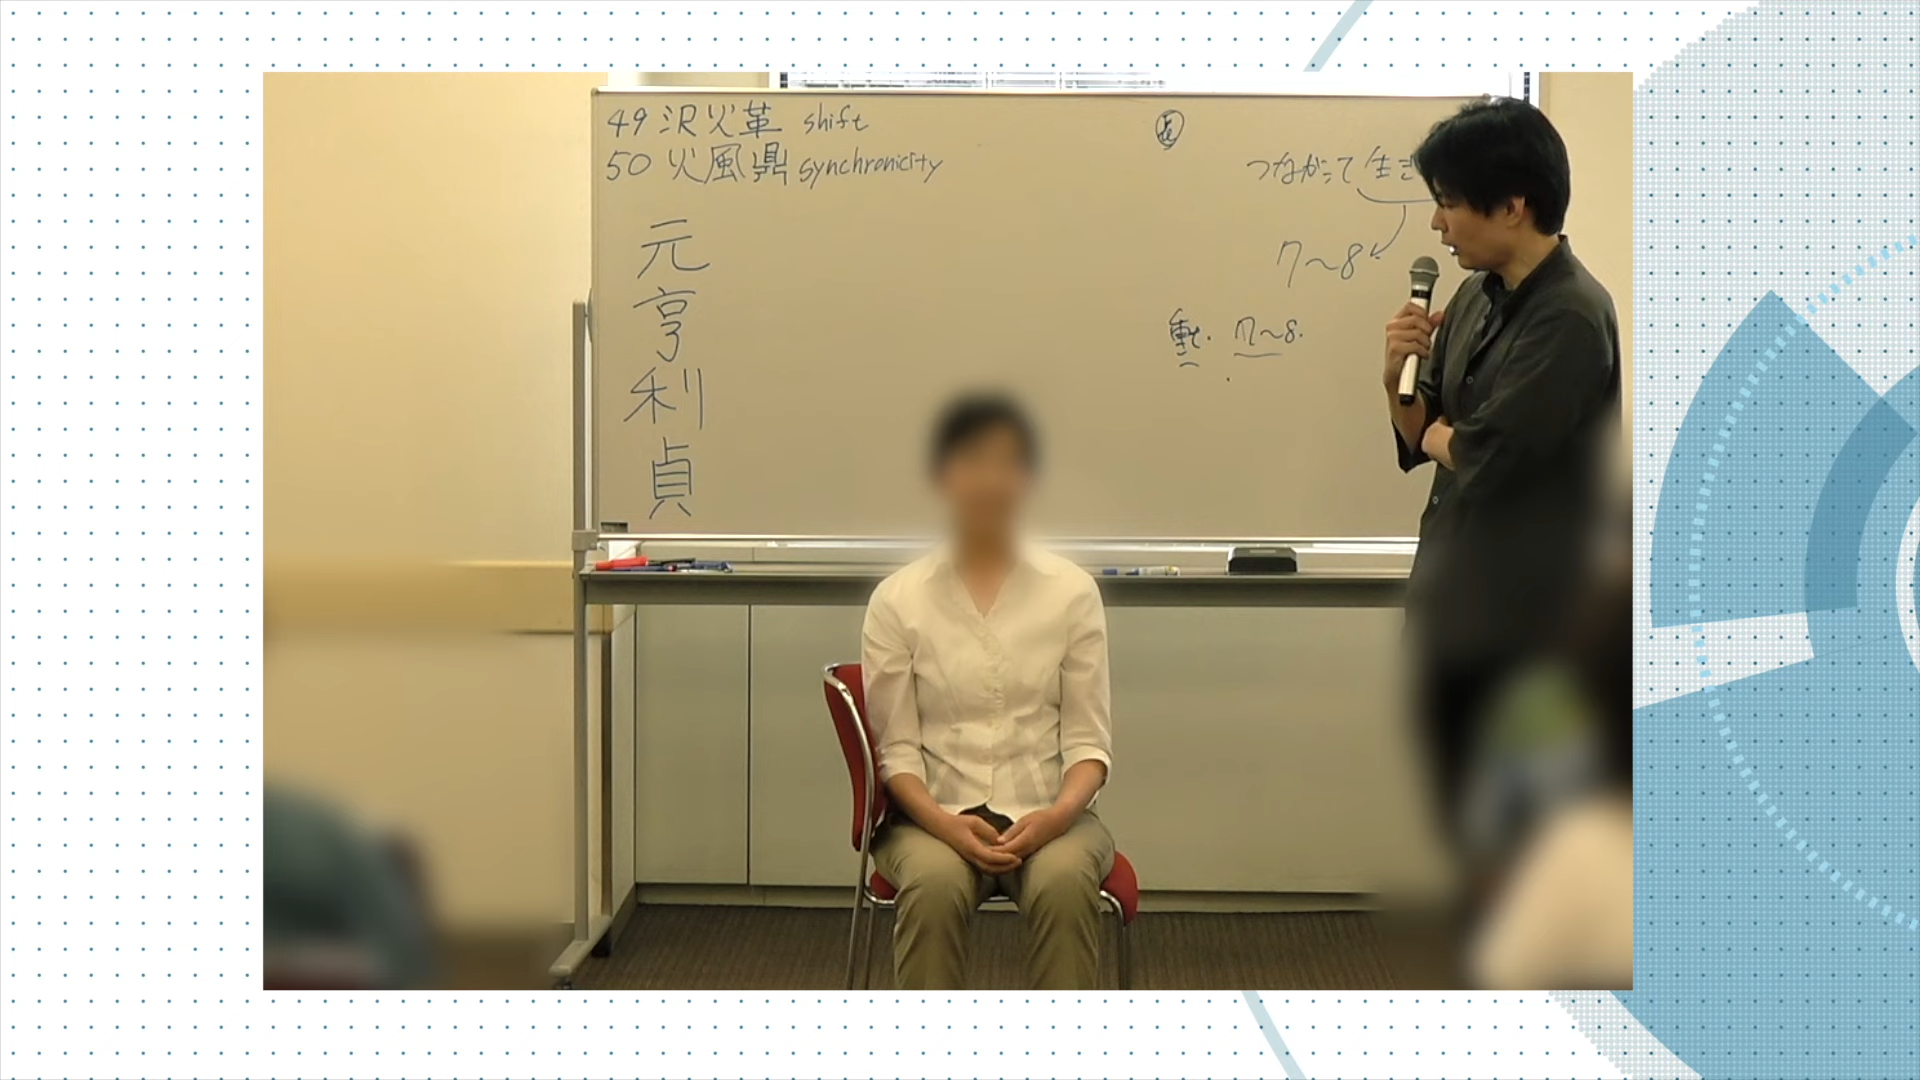 49 沢火革 shift
50 火風鼎 synchronicity
元
亨
利
貞
つながって生き
7〜8
動. 7〜8.